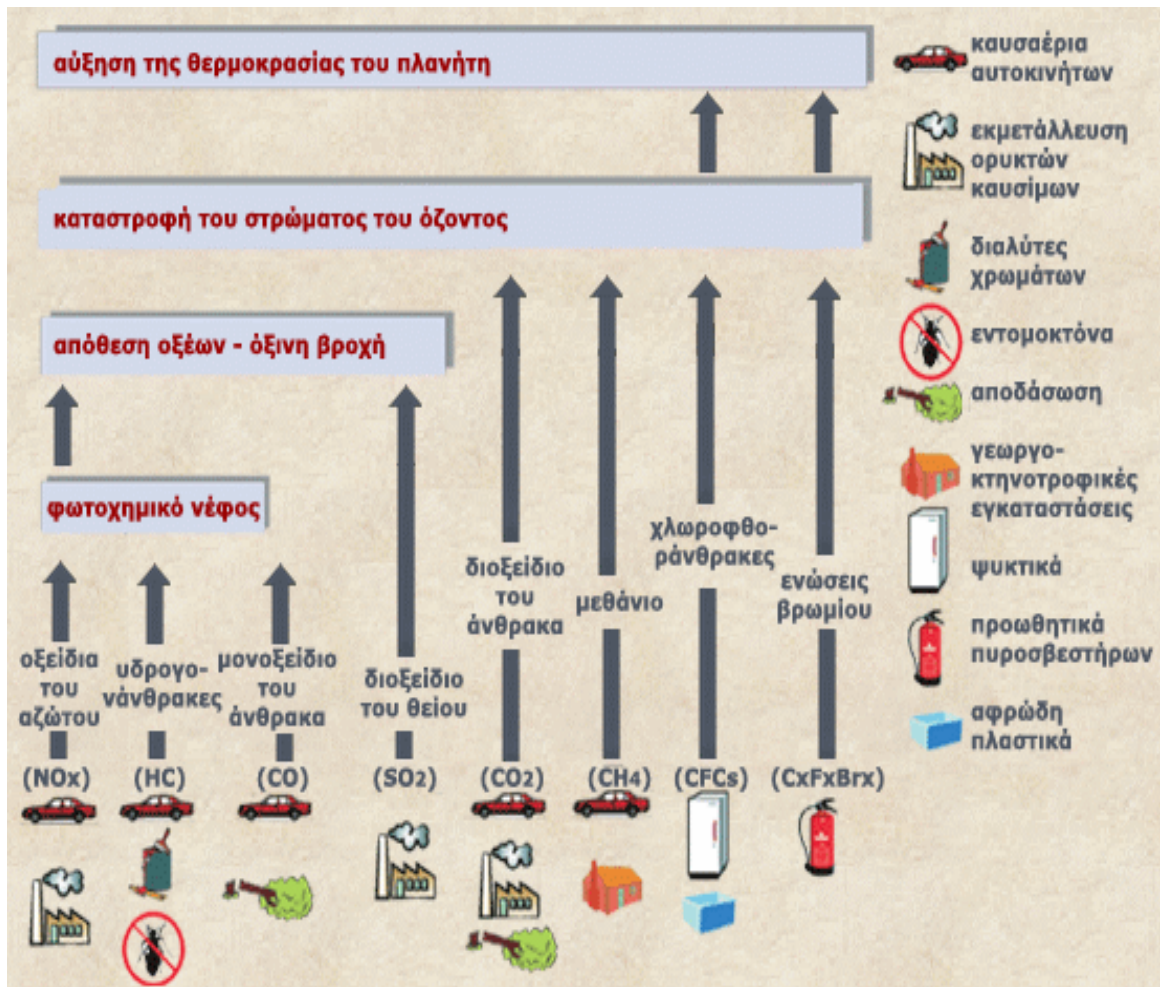 αύξηση της θερμοκρασίας του πλανήτη
καταστροφή του στρώματος του όζοντος
απόθεση οξέων - όξινη βροχή
φωτοχημικό νέφος
οξείδια
του
αζώτου
υδρογο-
νάνθρακες
μονοξείδιο
του
άνθρακα
διοξείδιο
του θείου
διοξείδιο
του
άνθρακα
μεθάνιο
χλωροφθο-
ράνθρακες
ενώσεις
βρωμίου
(NOx)
(HC)
(CO)
(SO2)
(CO2)
(CH4)
(CFCs)
(CxFxBrx)
καυσαέρια
αυτοκινήτων
εκμετάλλευση
ορυκτών
καυσίμων
διαλύτες
χρωμάτων
εντομοκτόνα
αποδάσωση
γεωργο-
κτηνοτροφικές
εγκαταστάσεις
ψυκτικά
προωθητικά
πυροσβεστήρων
αφρώδη
πλαστικά